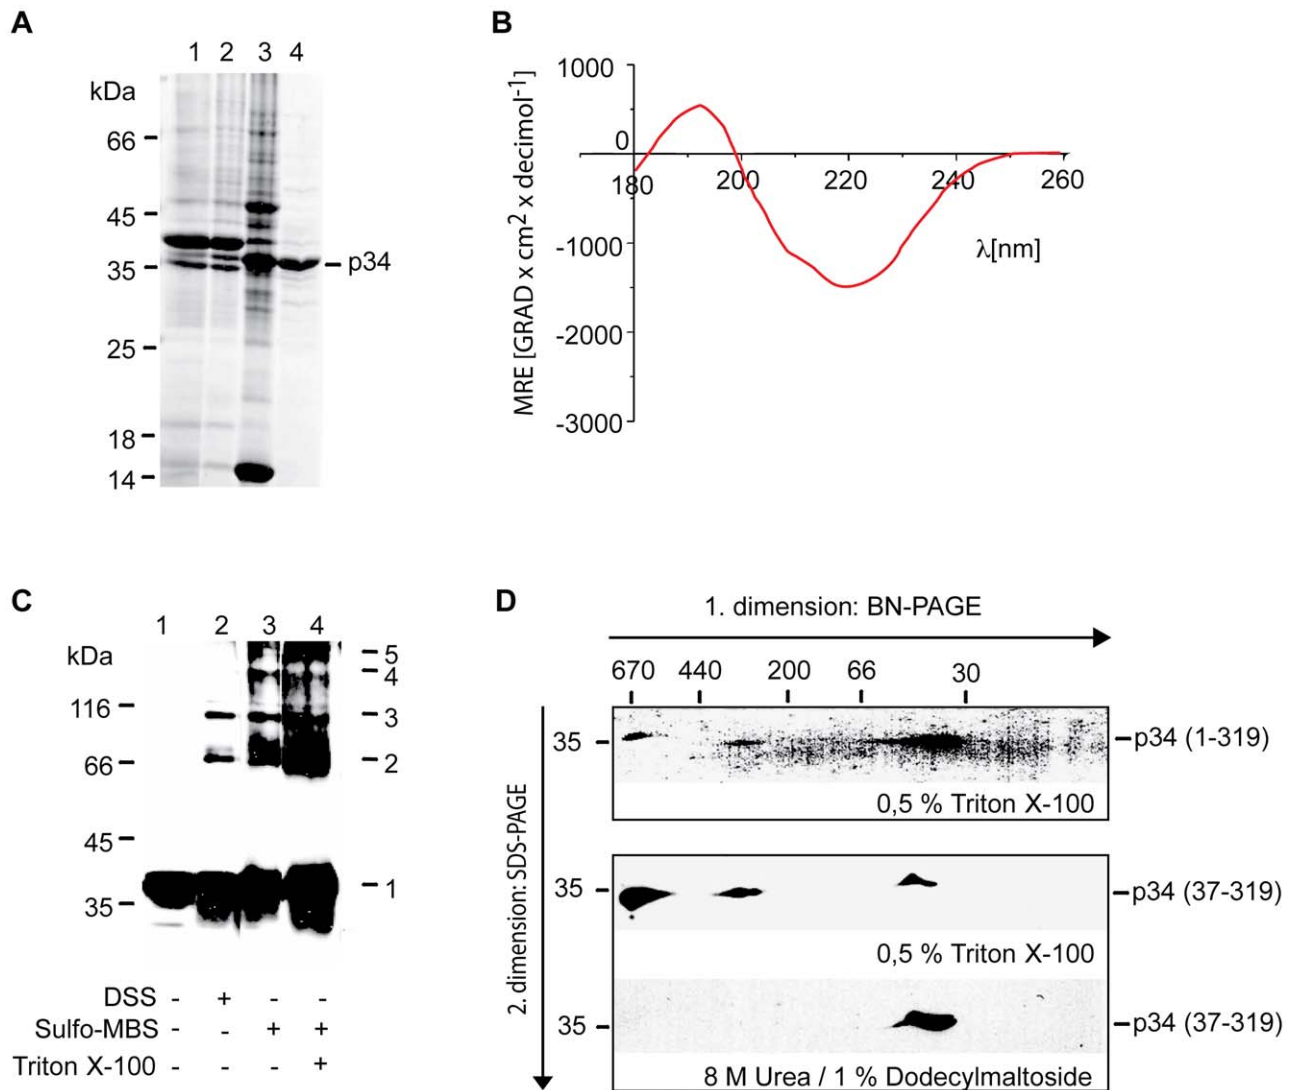 A
1 2 3 4
kDa
66
45
35
25
18
14
p34
B
1000
0
-1000
-2000
-3000
180 200 220 240 260
MRE [GRAD x cm² x decimol⁻¹]
λ[nm]
C
1 2 3 4
kDa
116
66
45
35
5
4
3
2
1
DSS - + - -
Sulfo-MBS - - + +
Triton X-100 - - - +
D
1. dimension: BN-PAGE
670 440 200 66 30
2. dimension: SDS-PAGE
35 p34 (1-319)
0,5 % Triton X-100
35 p34 (37-319)
0,5 % Triton X-100
35 p34 (37-319)
8 M Urea / 1 % Dodecylmaltoside